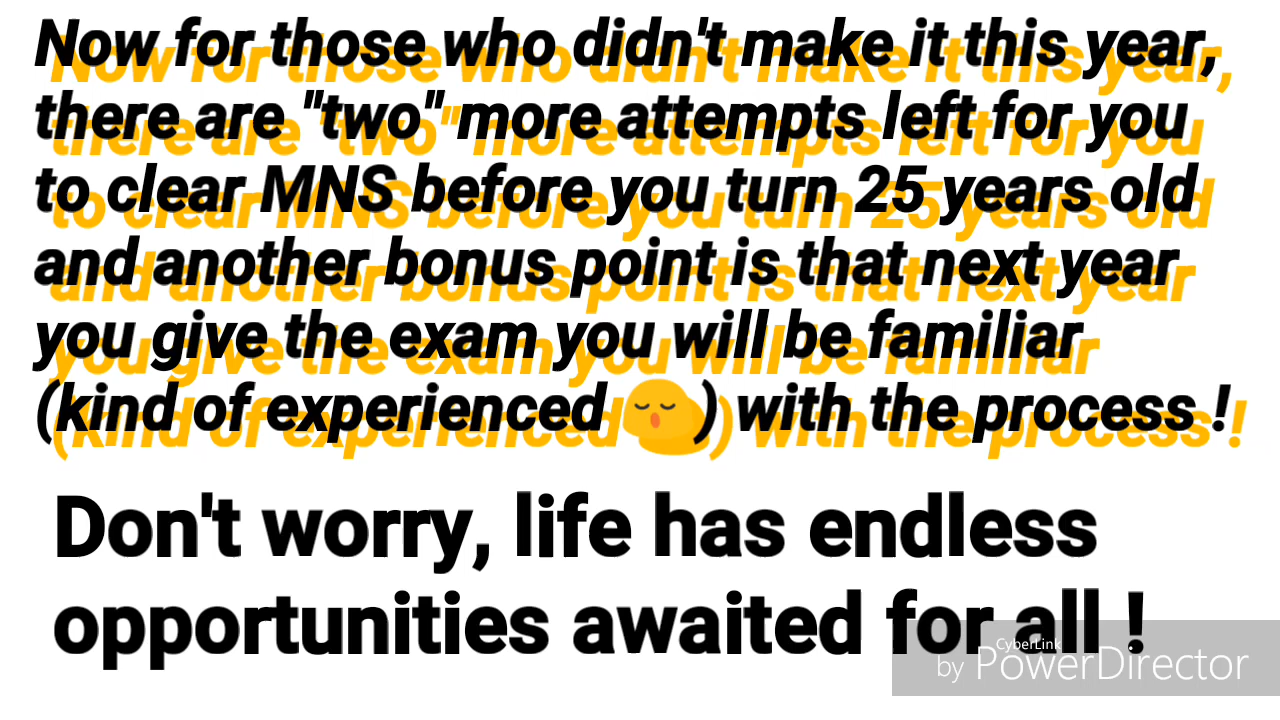 Now for those who didn't make it this year,
there are "two" more attempts left for you
to clear MNS before you turn 25 years old
and another bonus point is that next year
you give the exam you will be familiar
(kind of experienced 😌) with the process !
Don't worry, life has endless
opportunities awaited for all !
CyberLink
by PowerDirector